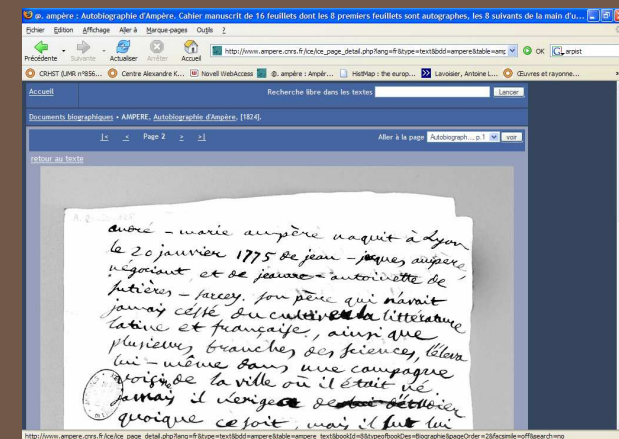 @. ampère : Autobiographie d'Ampère. Cahier manuscrit de 16 feuillets dont les 8 premiers feuillets sont autographes, les 8 suivants de la main d'u...
Fichier Edition Affichage Aller à Marque-pages Outils ?
Précédente Suivante Actualiser Arrêter Accueil http://www.ampere.cnrs.fr/ice/ice_page_detail.php?lang=fr&type=text&bdd=ampere&table=amp OK arpist
CRHST (UMR n°856... Centre Alexandre K... Novell WebAccess @. ampère : Ampèr... HistMap : the europ... Lavoisier, Antoine L... Œuvres et rayonne...
Accueil Recherche libre dans les textes Lancer
Documents biographiques • AMPERE, Autobiographie d'Ampère, [1824].
|< < Page 2 > >| Aller à la page Autobiograph..., p.1 voir
retour au texte
andré - marie ampère naquit à Lyon
le 20 janvier 1775 de jean - jaques ampère,
négociant, et de jeanne - antoinette de
sutières - sarcey. son père qui n'avait
jamais céssé de cultiver la littérature
latine et française, ainsi que
plusieurs branches des sciences, l'éleva
lui - même dans une campagne
voisine de la ville où il était né
jamais il n'exigea de
quoique ce soit, mais il sut lui
http://www.ampere.cnrs.fr/ice/ice_page_detail.php?lang=fr&type=text&bdd=ampere&table=ampere_text&bookId=8&typeofbookDes=Biographie&pageOrder=2&facsimile=off&search=no